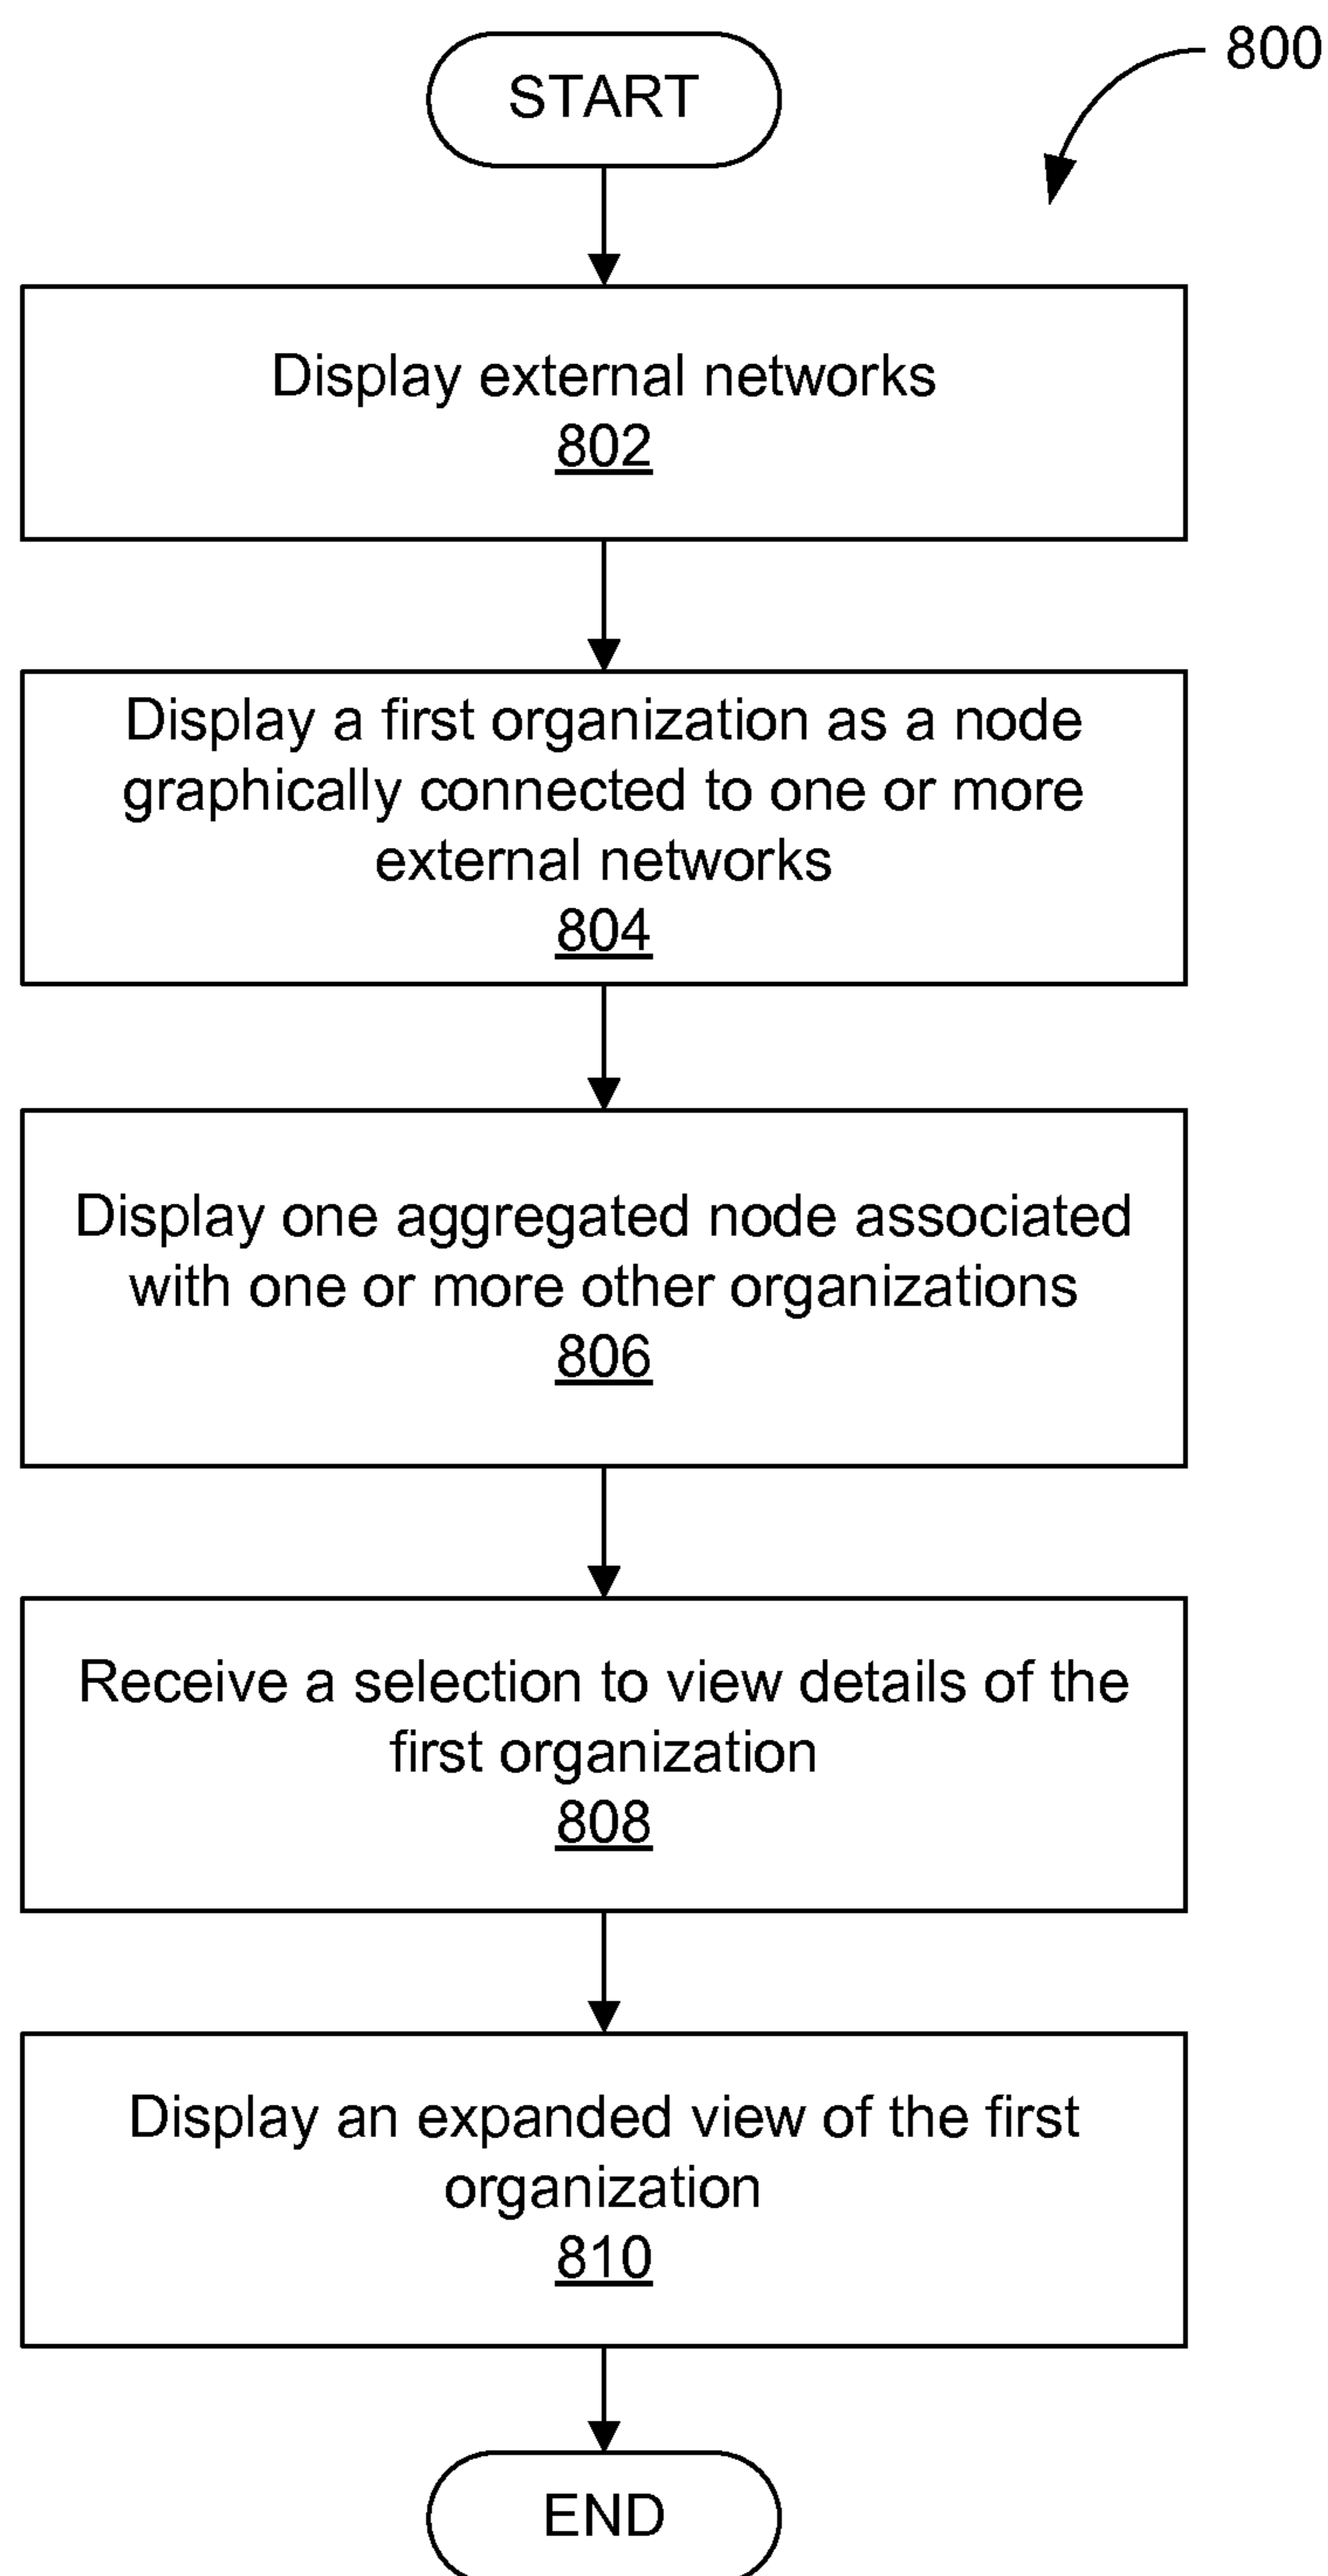 800
START
Display external networks
802
Display a first organization as a node
graphically connected to one or more
external networks
804
Display one aggregated node associated
with one or more other organizations
806
Receive a selection to view details of the
first organization
808
Display an expanded view of the first
organization
810
END